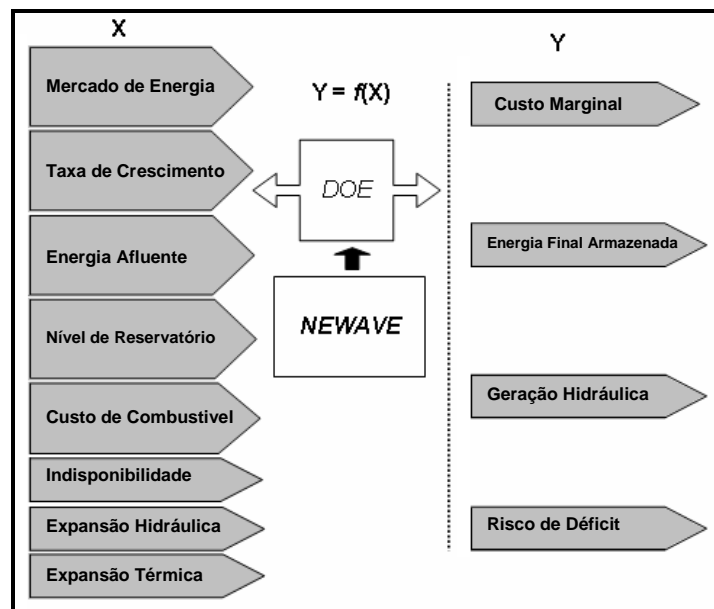 X
Mercado de Energia
Taxa de Crescimento
Energia Afluente
Nível de Reservatório
Custo de Combustivel
Indisponibilidade
Expansão Hidráulica
Expansão Térmica
Y = f(X)
DOE
NEWAVE
Y
Custo Marginal
Energia Final Armazenada
Geração Hidráulica
Risco de Déficit